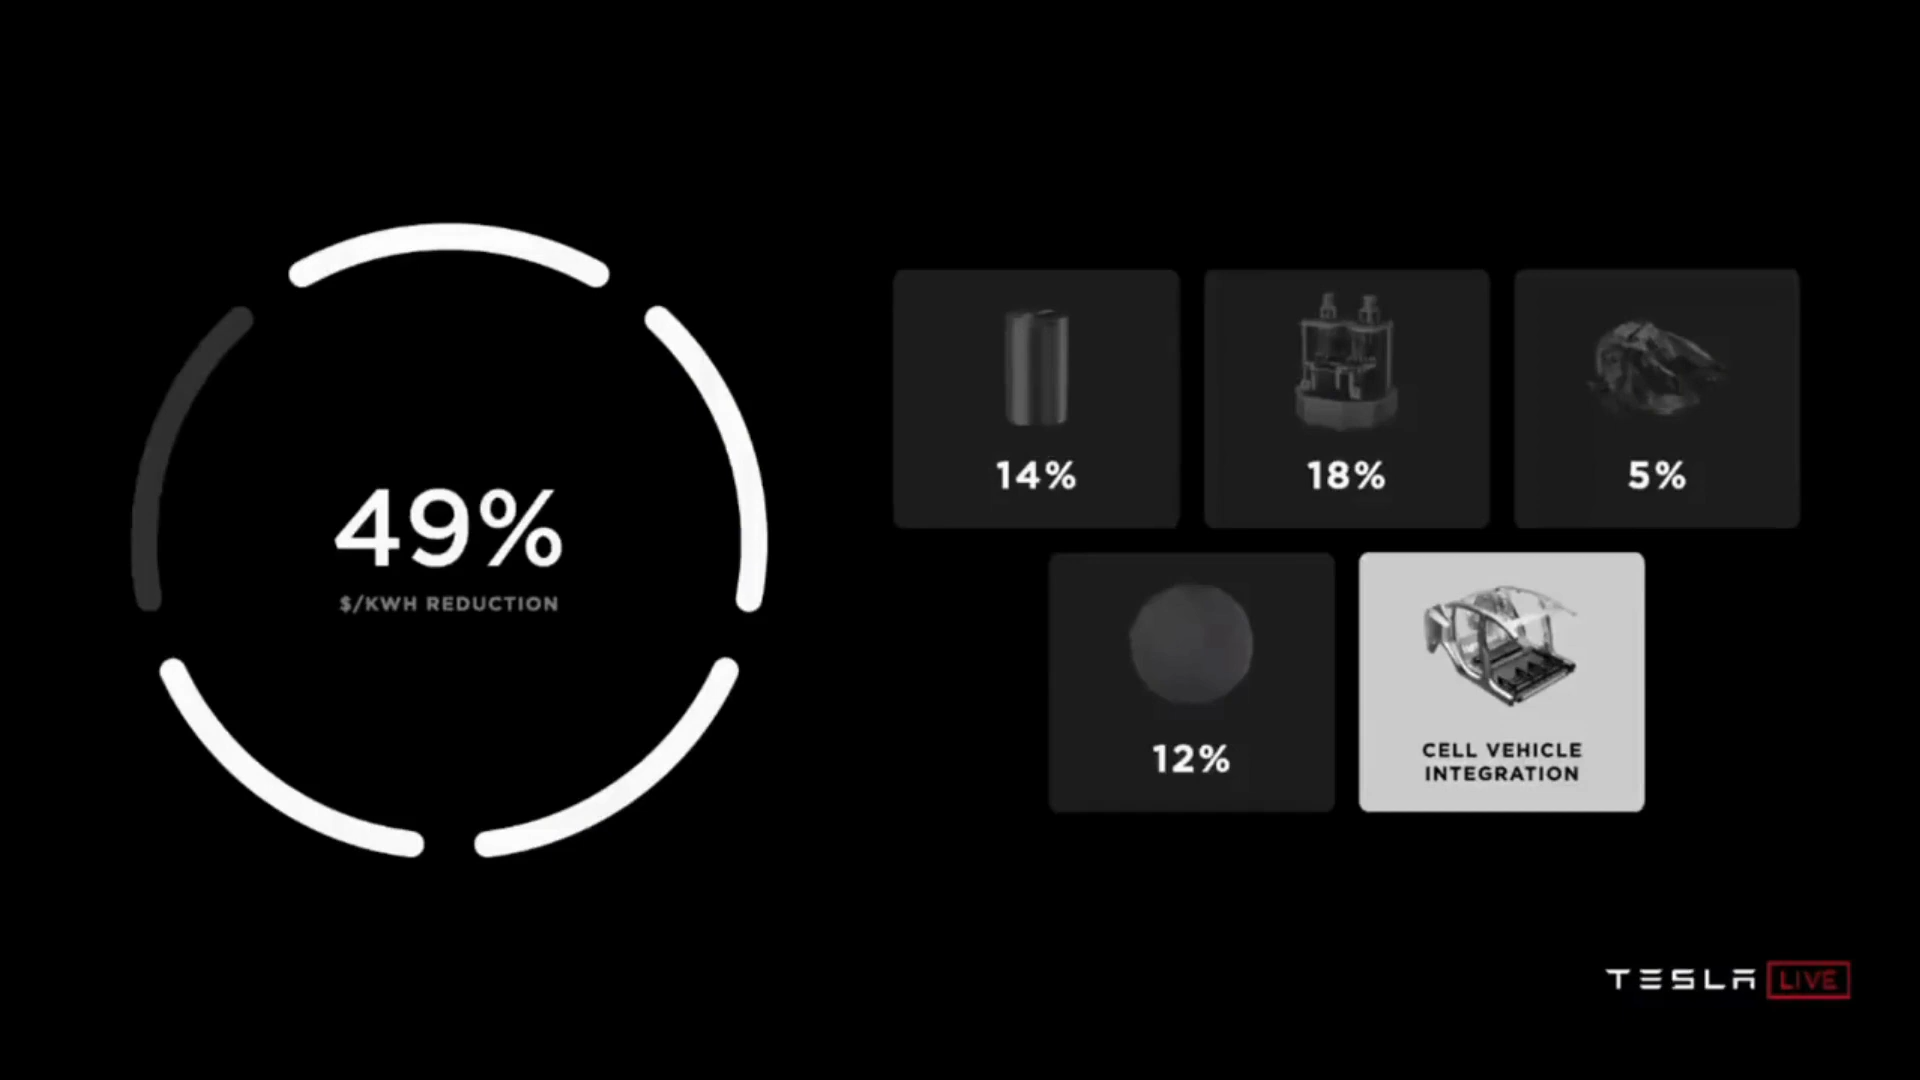 49%
$/KWH REDUCTION
14%
18%
5%
12%
CELL VEHICLE
INTEGRATION
TESLA LIVE